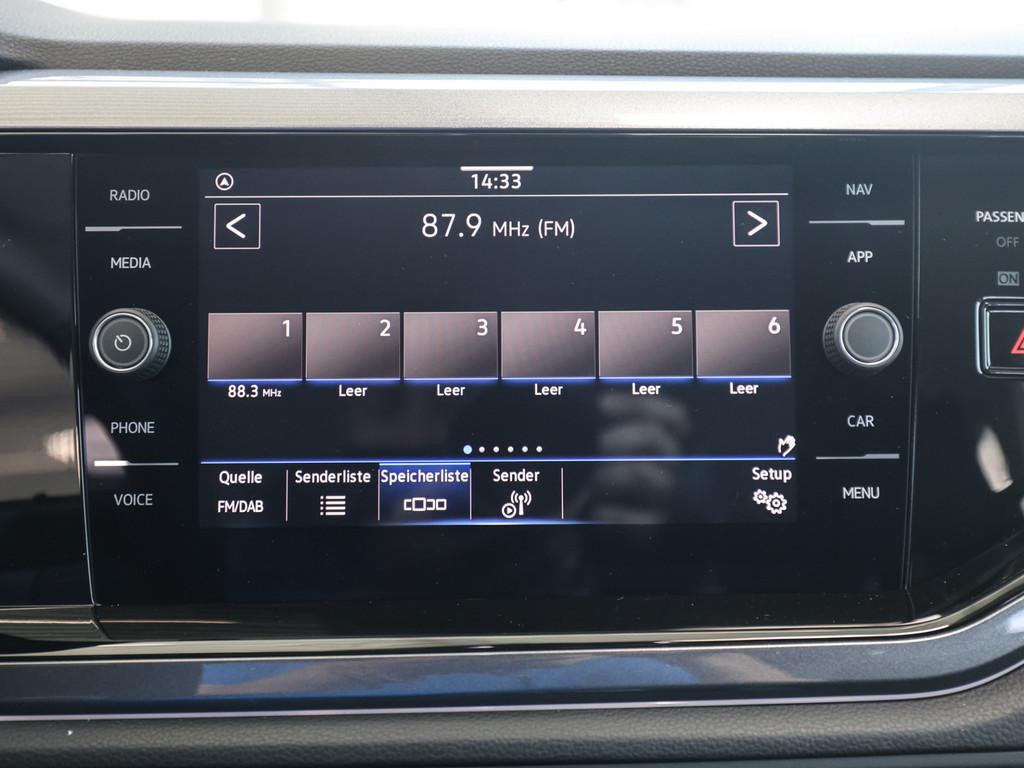 RADIO
MEDIA
PHONE
VOICE
14:33
87.9 MHz (FM)
1 2 3 4 5 6
88.3 MHz Leer Leer Leer Leer Leer
Quelle Senderliste Speicherliste Sender Setup
FM/DAB
NAV
APP
CAR
MENU
PASSEN
OFF
ON